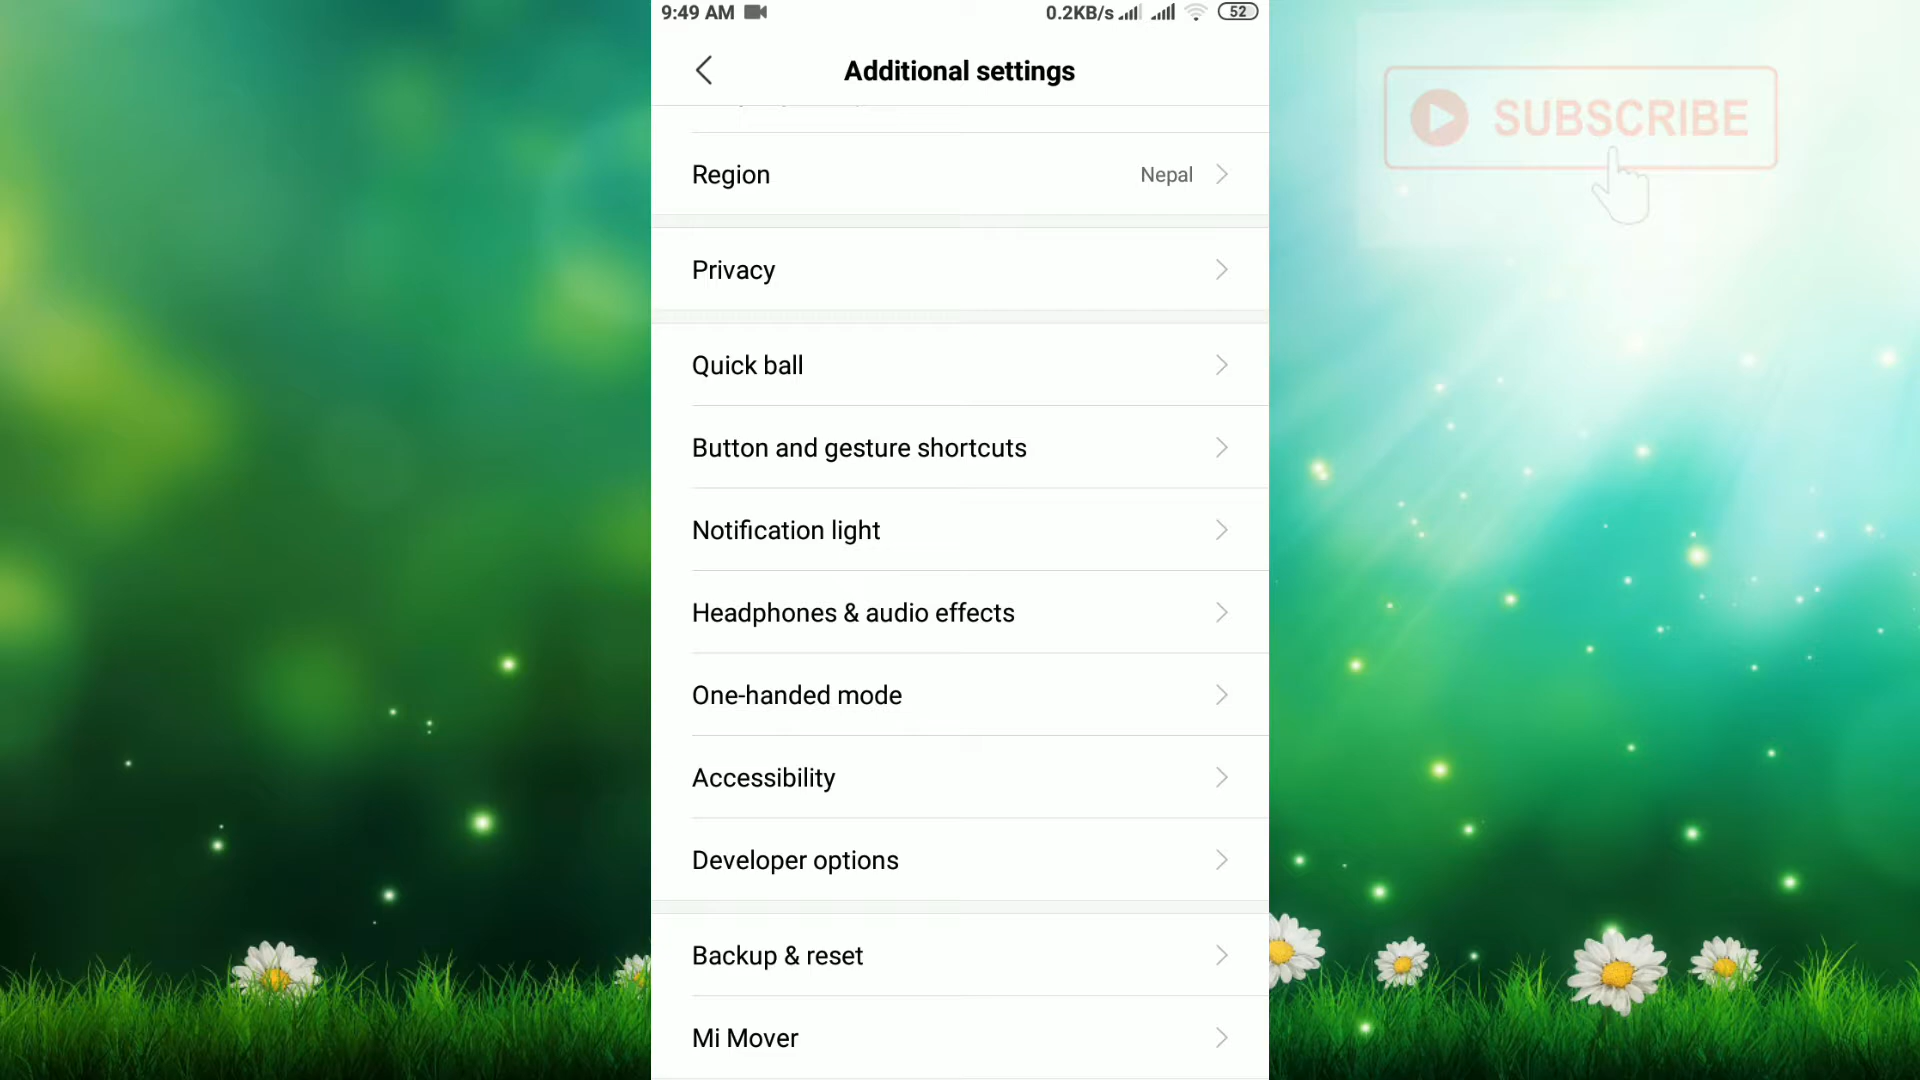 9:49 AM 0.2KB/s 52
Additional settings
SUBSCRIBE
Region Nepal
Privacy
Quick ball
Button and gesture shortcuts
Notification light
Headphones & audio effects
One-handed mode
Accessibility
Developer options
Backup & reset
Mi Mover